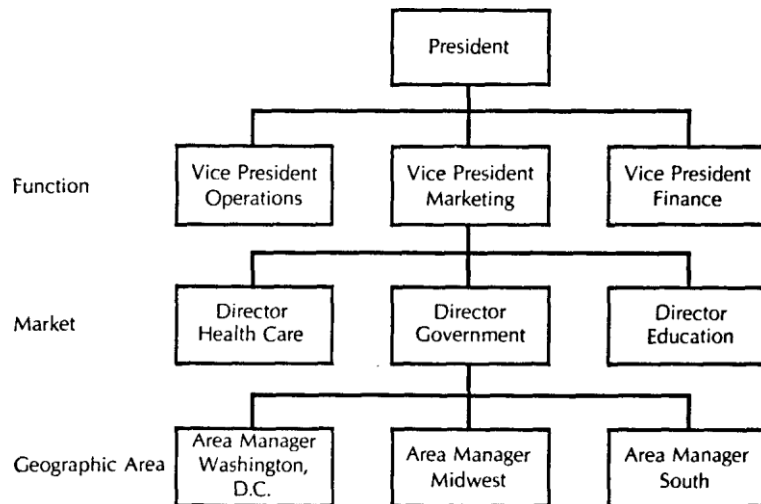 President
Function
Vice President
Operations
Vice President
Marketing
Vice President
Finance
Market
Director
Health Care
Director
Government
Director
Education
Geographic Area
Area Manager
Washington,
D.C.
Area Manager
Midwest
Area Manager
South